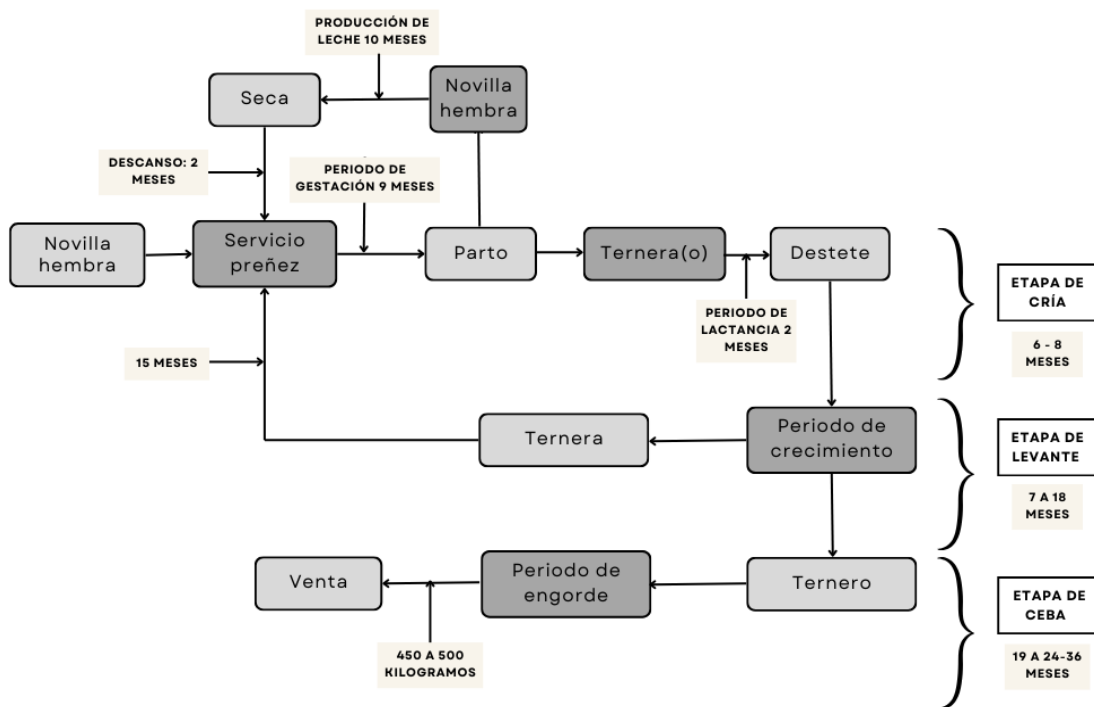 PRODUCCIÓN DE
LECHE 10 MESES
Seca
Novilla
hembra
DESCANSO: 2
MESES
PERIODO DE
GESTACIÓN 9 MESES
Novilla
hembra
Servicio
preñez
Parto
Ternera(o)
Destete
PERIODO DE
LACTANCIA 2
MESES
ETAPA DE
CRÍA
6 - 8
MESES
15 MESES
Ternera
Periodo de
crecimiento
ETAPA DE
LEVANTE
7 A 18
MESES
Venta
Periodo de
engorde
Ternero
ETAPA DE
CEBA
450 A 500
KILOGRAMOS
19 A 24-36
MESES